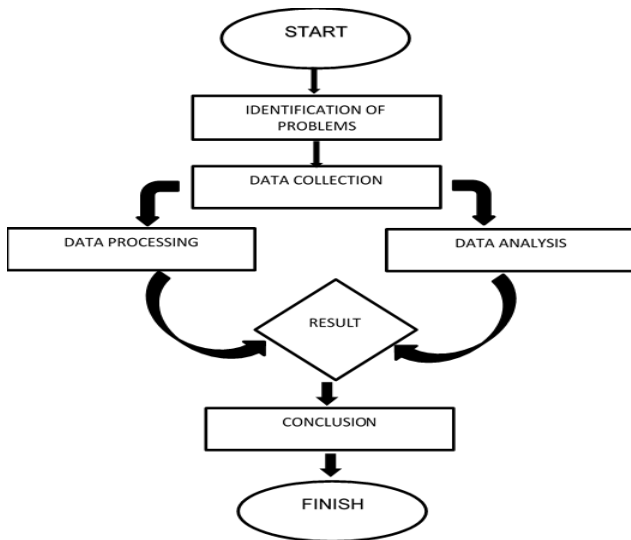 START
IDENTIFICATION OF
PROBLEMS
DATA COLLECTION
DATA PROCESSING
DATA ANALYSIS
RESULT
CONCLUSION
FINISH